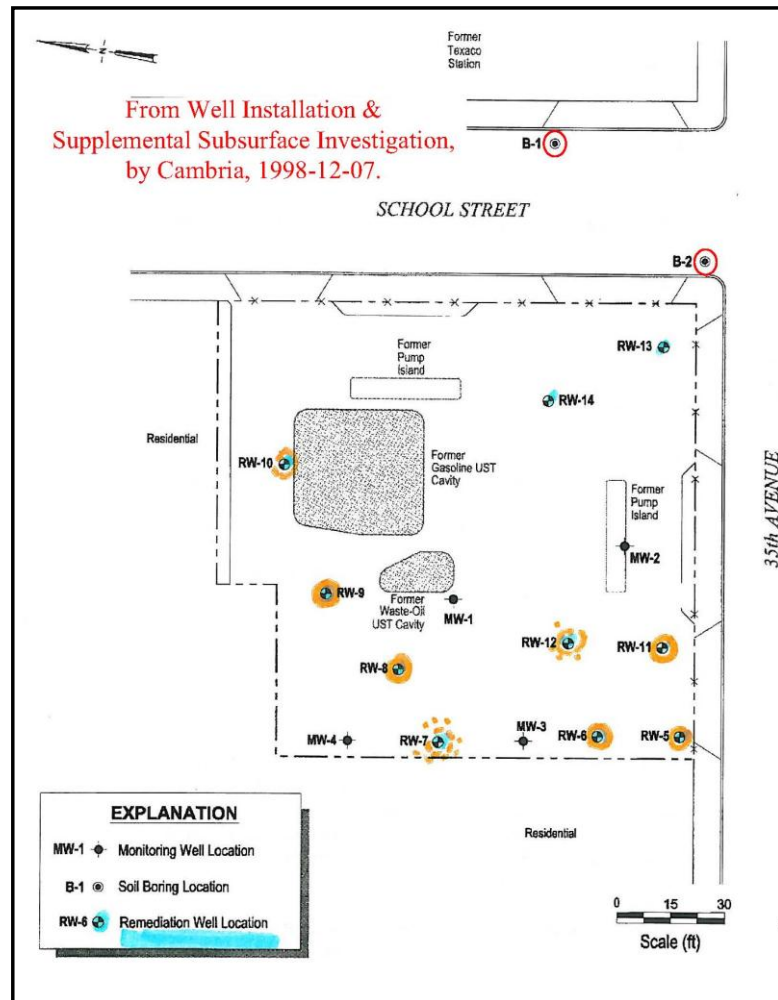 Former
Texaco
Station
N
From Well Installation &
Supplemental Subsurface Investigation,
by Cambria, 1998-12-07.
B-1
SCHOOL STREET
B-2
Former
Pump
Island
RW-13
RW-14
Residential
RW-10
Former
Gasoline UST
Cavity
Former
Pump
Island
35th AVENUE
MW-2
RW-9
Former
Waste-Oil
UST Cavity
MW-1
RW-12
RW-11
RW-8
MW-4
RW-7
MW-3
RW-6
RW-5
EXPLANATION
MW-1 Monitoring Well Location
B-1 Soil Boring Location
RW-6 Remediation Well Location
Residential
0 15 30
Scale (ft)